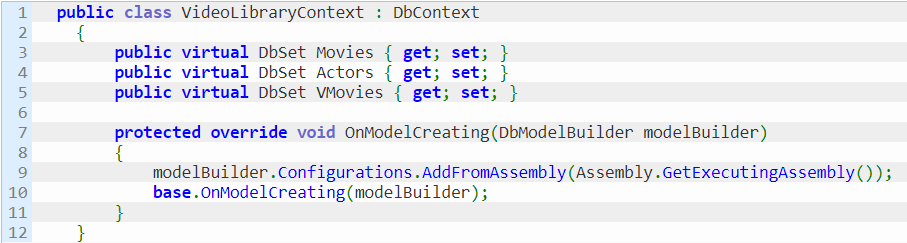 1 public class VideoLibraryContext : DbContext
2 {
3 public virtual DbSet Movies { get; set; }
4 public virtual DbSet Actors { get; set; }
5 public virtual DbSet VMovies { get; set; }
6
7 protected override void OnModelCreating(DbModelBuilder modelBuilder)
8 {
9 modelBuilder.Configurations.AddFromAssembly(Assembly.GetExecutingAssembly());
10 base.OnModelCreating(modelBuilder);
11 }
12 }